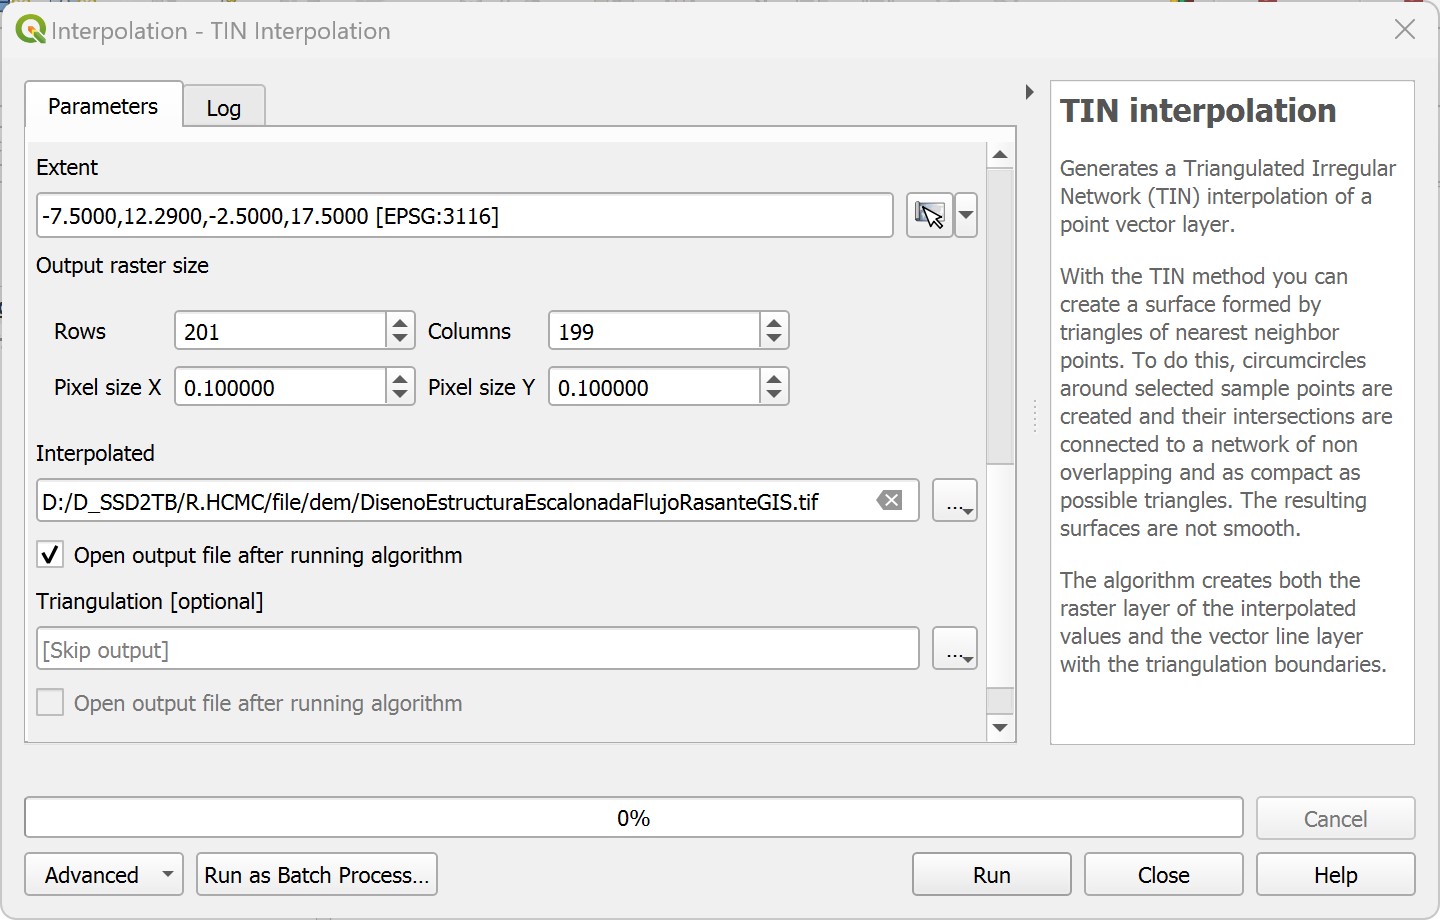 Interpolation - TIN Interpolation
Parameters
Log
Extent
-7.5000,12.2900,-2.5000,17.5000 [EPSG:3116]
Output raster size
Rows
201
Columns
199
Pixel size X
0.100000
Pixel size Y
0.100000
Interpolated
D:/D_SSD2TB/R.HCMC/file/dem/DisenoEstructuraEscalonadaFlujoRasanteGIS.tif
...
Open output file after running algorithm
Triangulation [optional]
[Skip output]
...
Open output file after running algorithm
TIN interpolation
Generates a Triangulated Irregular
Network (TIN) interpolation of a
point vector layer.
With the TIN method you can
create a surface formed by
triangles of nearest neighbor
points. To do this, circumcircles
around selected sample points are
created and their intersections are
connected to a network of non
overlapping and as compact as
possible triangles. The resulting
surfaces are not smooth.
The algorithm creates both the
raster layer of the interpolated
values and the vector line layer
with the triangulation boundaries.
0%
Cancel
Advanced
Run as Batch Process...
Run
Close
Help